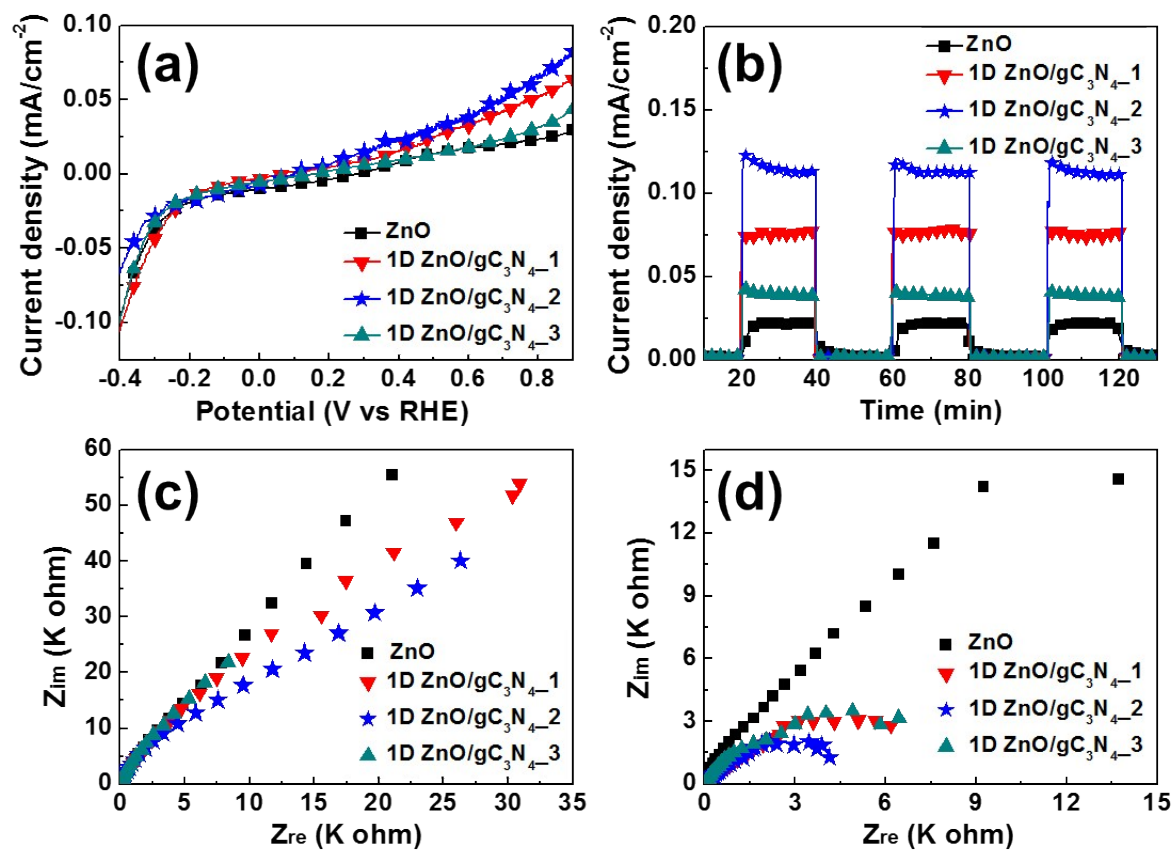 (a)
Current density (mA/cm⁻²)
0.10
0.05
0.00
-0.05
-0.10
ZnO
1D ZnO/gC₃N₄_1
1D ZnO/gC₃N₄_2
1D ZnO/gC₃N₄_3
-0.4 -0.2 0.0 0.2 0.4 0.6 0.8
Potential (V vs RHE)
(b)
Current density (mA/cm⁻²)
0.20
0.15
0.10
0.05
0.00
ZnO
1D ZnO/gC₃N₄_1
1D ZnO/gC₃N₄_2
1D ZnO/gC₃N₄_3
20 40 60 80 100 120
Time (min)
(c)
Zim (K ohm)
60
50
40
30
20
10
0
ZnO
1D ZnO/gC₃N₄_1
1D ZnO/gC₃N₄_2
1D ZnO/gC₃N₄_3
0 5 10 15 20 25 30 35
Zre (K ohm)
(d)
Zim (K ohm)
15
12
9
6
3
0
ZnO
1D ZnO/gC₃N₄_1
1D ZnO/gC₃N₄_2
1D ZnO/gC₃N₄_3
0 3 6 9 12 15
Zre (K ohm)